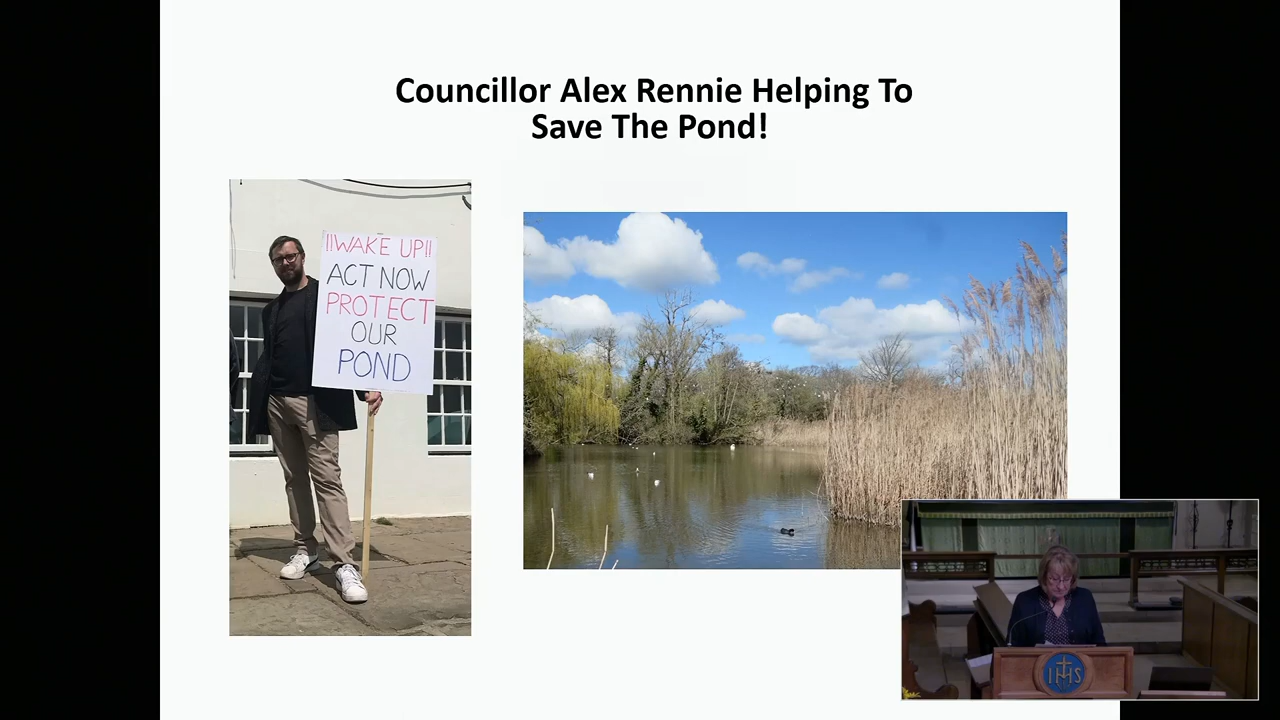 Councillor Alex Rennie Helping To
Save The Pond!
!!WAKE UP!!
ACT NOW
PROTECT
OUR
POND
IHS